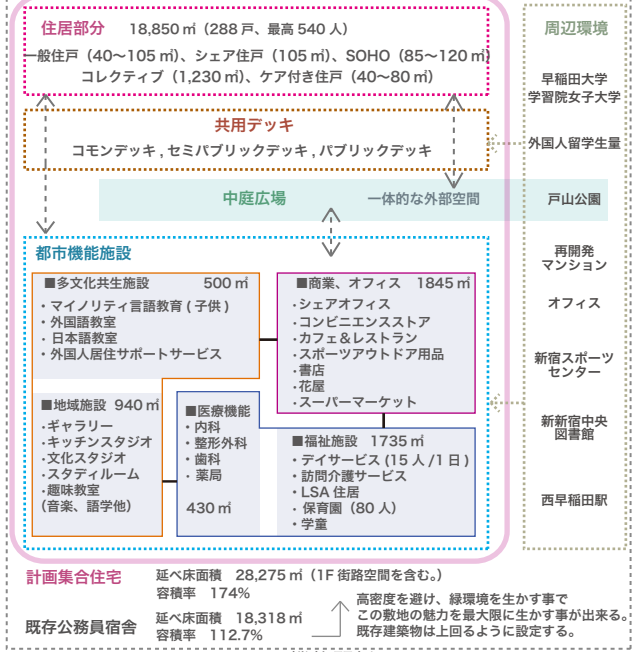 住居部分　18,850㎡（288戸、最高540人）
一般住戸（40〜105㎡）、シェア住戸（105㎡）、SOHO（85〜120㎡）
コレクティブ（1,230㎡）、ケア付き住戸（40〜80㎡）
共用デッキ
コモンデッキ , セミパブリックデッキ , パブリックデッキ
中庭広場　一体的な外部空間
都市機能施設
■多文化共生施設　500㎡
・マイノリティ言語教育 ( 子供 )
・外国語教室
・日本語教室
・外国人居住サポートサービス
■商業、オフィス　1845㎡
・シェアオフィス
・コンビニエンスストア
・カフェ＆レストラン
・スポーツアウトドア用品
・書店
・花屋
・スーパーマーケット
■地域施設　940㎡
・ギャラリー
・キッチンスタジオ
・文化スタジオ
・スタディルーム
・趣味教室
(音楽、語学他）
■医療機能
・内科
・整形外科
・歯科
・薬局
430㎡
■福祉施設　1735㎡
・デイサービス（15人 /1日）
・訪問介護サービス
・LSA 住居
・保育園（80人）
・学童
周辺環境
早稲田大学
学習院女子大学
外国人留学生量
戸山公園
再開発
マンション
オフィス
新宿スポーツ
センター
新新宿中央
図書館
西早稲田駅
計画集合住宅
延べ床面積　28,275㎡（1F 街路空間を含む。）
容積率　174%
既存公務員宿舎
延べ床面積　18,318㎡
容積率　112.7%
高密度を避け、緑環境を生かす事で
この敷地の魅力を最大限に生かす事が出来る。
既存建築物は上回るように設定する。